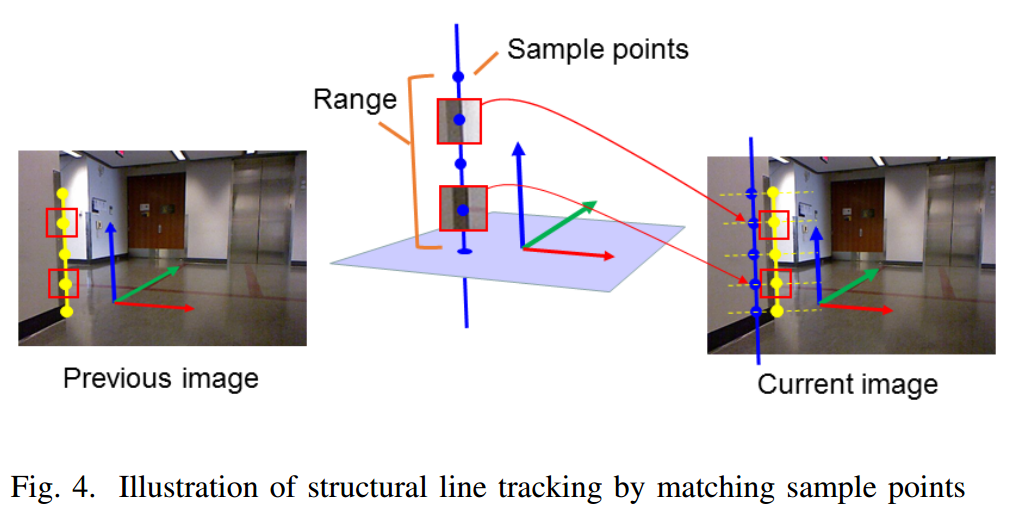 Sample points
Range
Previous image
Current image
Fig. 4. Illustration of structural line tracking by matching sample points